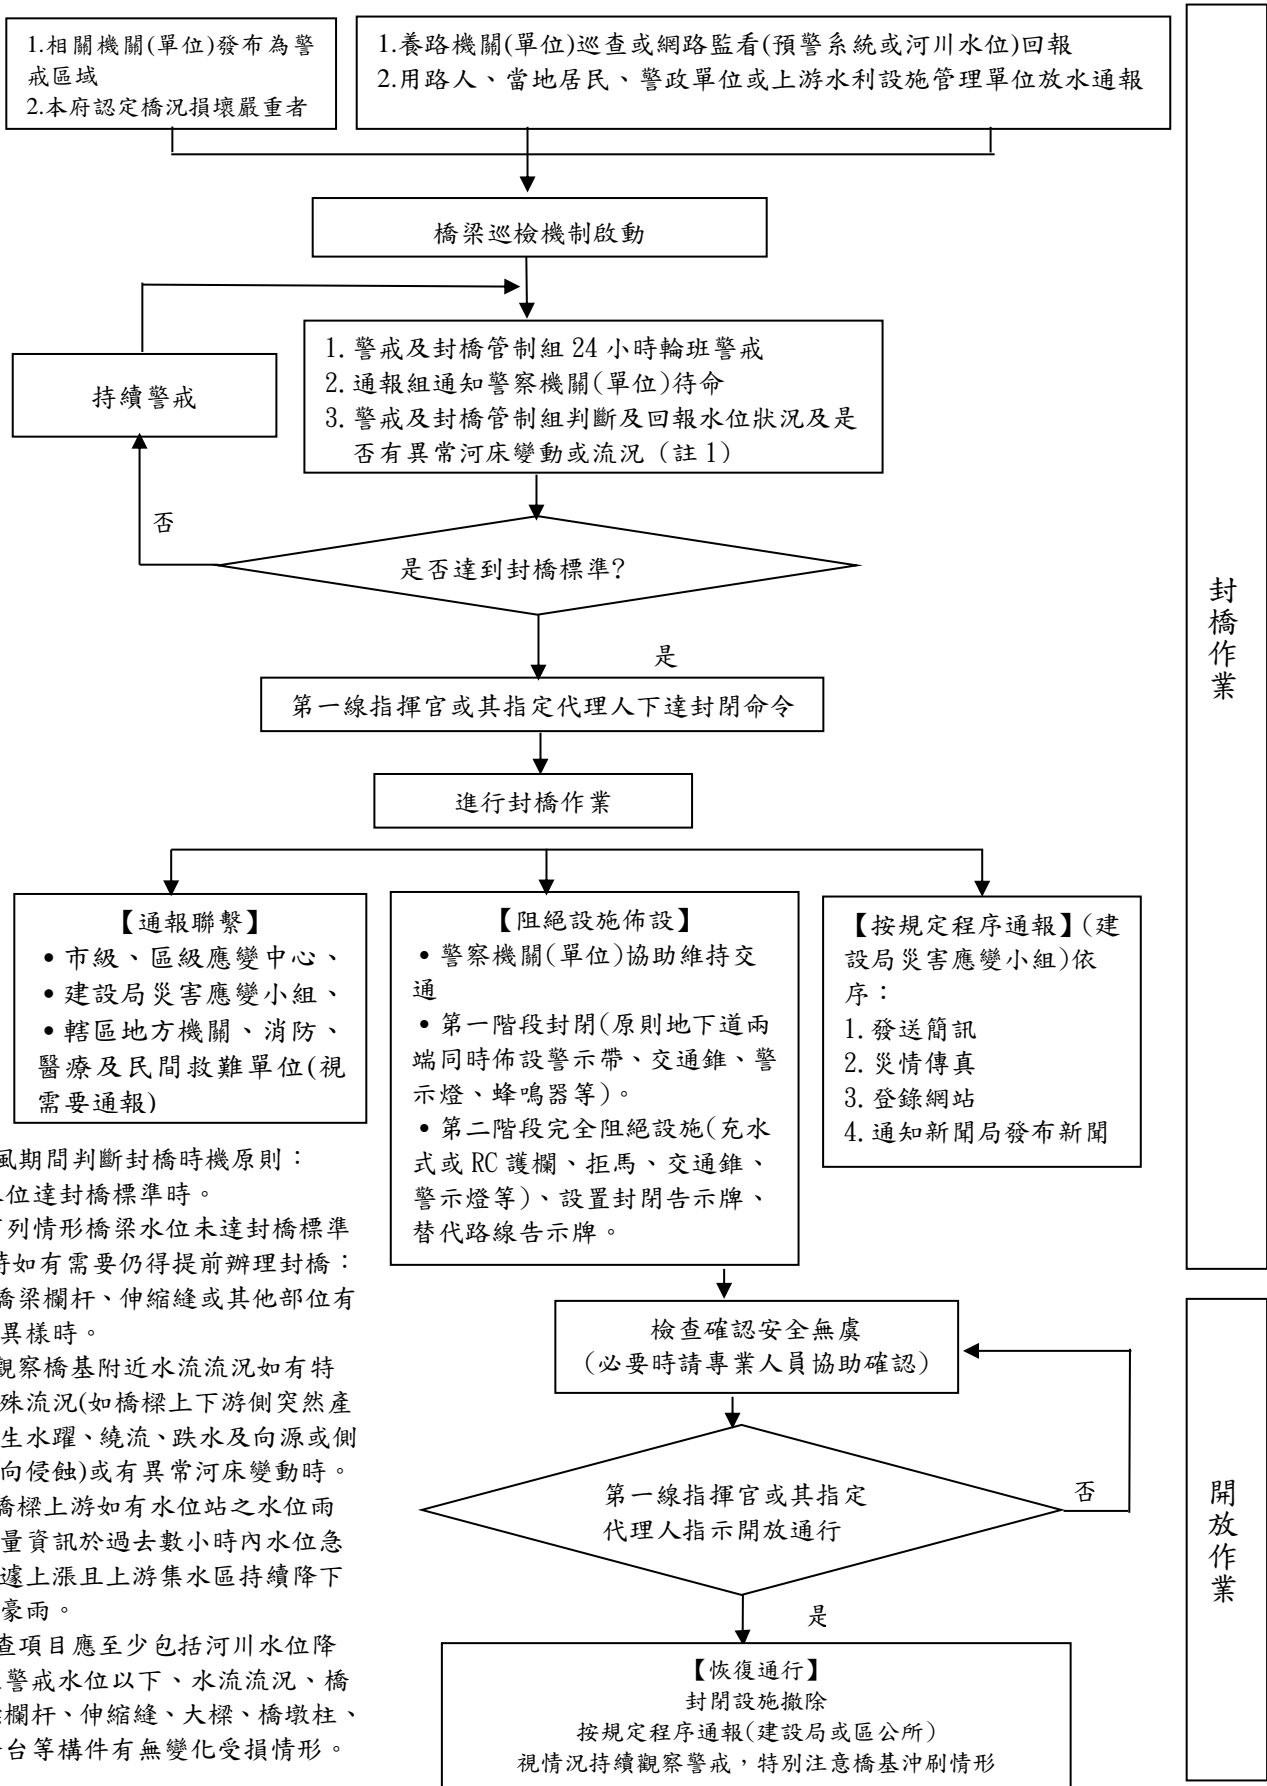 1.相關機關(單位)發布為警
戒區域
2.本府認定橋況損壞嚴重者
1.養路機關(單位)巡查或網路監看(預警系統或河川水位)回報
2.用路人、當地居民、警政單位或上游水利設施管理單位放水通報
橋梁巡檢機制啟動
持續警戒
1. 警戒及封橋管制組 24 小時輪班警戒
2. 通報組通知警察機關(單位)待命
3. 警戒及封橋管制組判斷及回報水位狀況及是
否有異常河床變動或流況（註 1）
否
是否達到封橋標準?
是
第一線指揮官或其指定代理人下達封閉命令
進行封橋作業
封橋作業
【通報聯繫】
• 市級、區級應變中心、
• 建設局災害應變小組、
• 轄區地方機關、消防、
醫療及民間救難單位(視
需要通報)
【阻絕設施佈設】
• 警察機關(單位)協助維持交
通
• 第一階段封閉(原則地下道兩
端同時佈設警示帶、交通錐、警
示燈、蜂鳴器等)。
• 第二階段完全阻絕設施(充水
式或 RC 護欄、拒馬、交通錐、
警示燈等)、設置封閉告示牌、
替代路線告示牌。
【按規定程序通報】(建
設局災害應變小組)依
序：
1. 發送簡訊
2. 災情傳真
3. 登錄網站
4. 通知新聞局發布新聞
風期間判斷封橋時機原則：
位達封橋標準時。
列情形橋梁水位未達封橋標準
時如有需要仍得提前辦理封橋：
橋梁欄杆、伸縮縫或其他部位有
異樣時。
觀察橋基附近水流流況如有特
殊流況(如橋樑上下游側突然產
生水躍、繞流、跌水及向源或側
向侵蝕)或有異常河床變動時。
橋樑上游如有水位站之水位雨
量資訊於過去數小時內水位急
遽上漲且上游集水區持續降下
豪雨。
查項目應至少包括河川水位降
警戒水位以下、水流流況、橋
欄杆、伸縮縫、大樑、橋墩柱、
台等構件有無變化受損情形。
檢查確認安全無虞
（必要時請專業人員協助確認）
第一線指揮官或其指定
代理人指示開放通行
否
是
【恢復通行】
封閉設施撤除
按規定程序通報(建設局或區公所)
視情況持續觀察警戒，特別注意橋基沖刷情形
開放作業